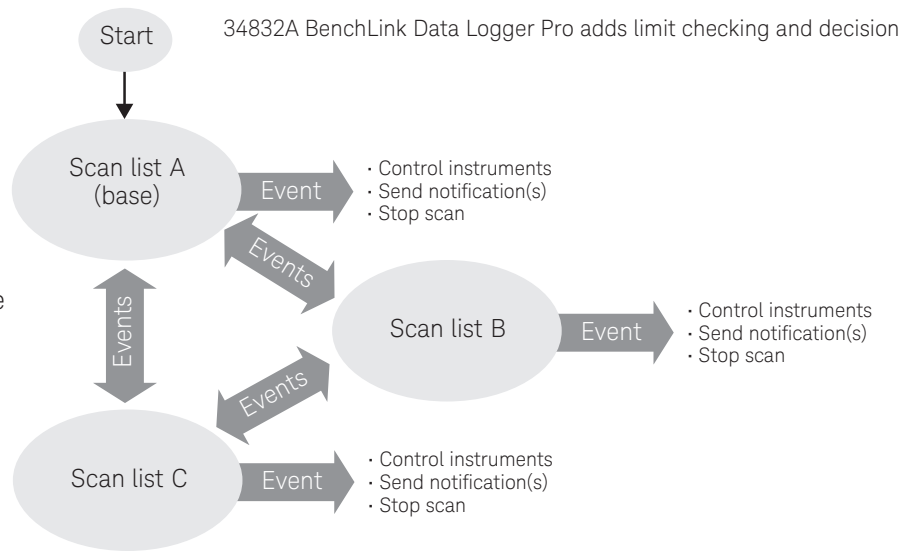 Start
34832A BenchLink Data Logger Pro adds limit checking and decision
Scan list A
(base)
Event
· Control instruments
· Send notification(s)
· Stop scan
Events
e
Events
Scan list B
Event
· Control instruments
· Send notification(s)
· Stop scan
Events
Scan list C
Event
· Control instruments
· Send notification(s)
· Stop scan